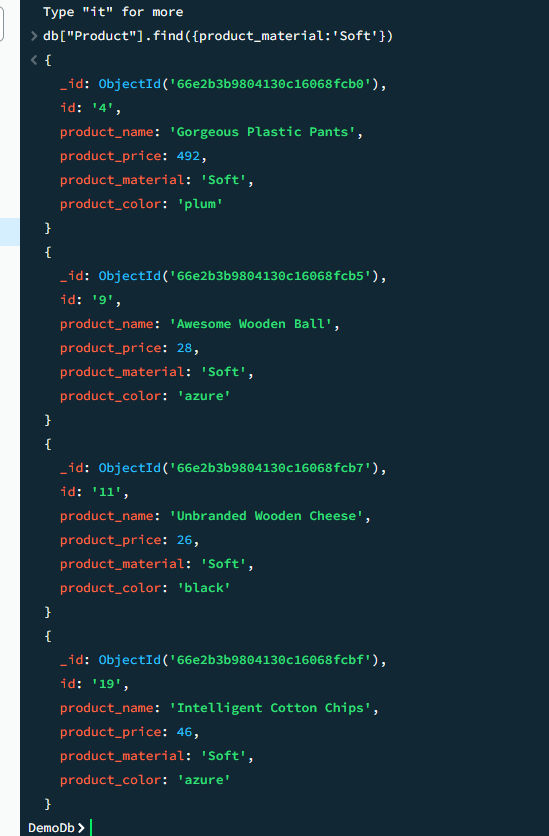 Type "it" for more
> db["Product"].find({product_material:'Soft'})
< {
_id: ObjectId('66e2b3b9804130c16068fcb0'),
id: '4',
product_name: 'Gorgeous Plastic Pants',
product_price: 492,
product_material: 'Soft',
product_color: 'plum'
}
{
_id: ObjectId('66e2b3b9804130c16068fcb5'),
id: '9',
product_name: 'Awesome Wooden Ball',
product_price: 28,
product_material: 'Soft',
product_color: 'azure'
}
{
_id: ObjectId('66e2b3b9804130c16068fcb7'),
id: '11',
product_name: 'Unbranded Wooden Cheese',
product_price: 26,
product_material: 'Soft',
product_color: 'black'
}
{
_id: ObjectId('66e2b3b9804130c16068fcbf'),
id: '19',
product_name: 'Intelligent Cotton Chips',
product_price: 46,
product_material: 'Soft',
product_color: 'azure'
}
DemoDb>